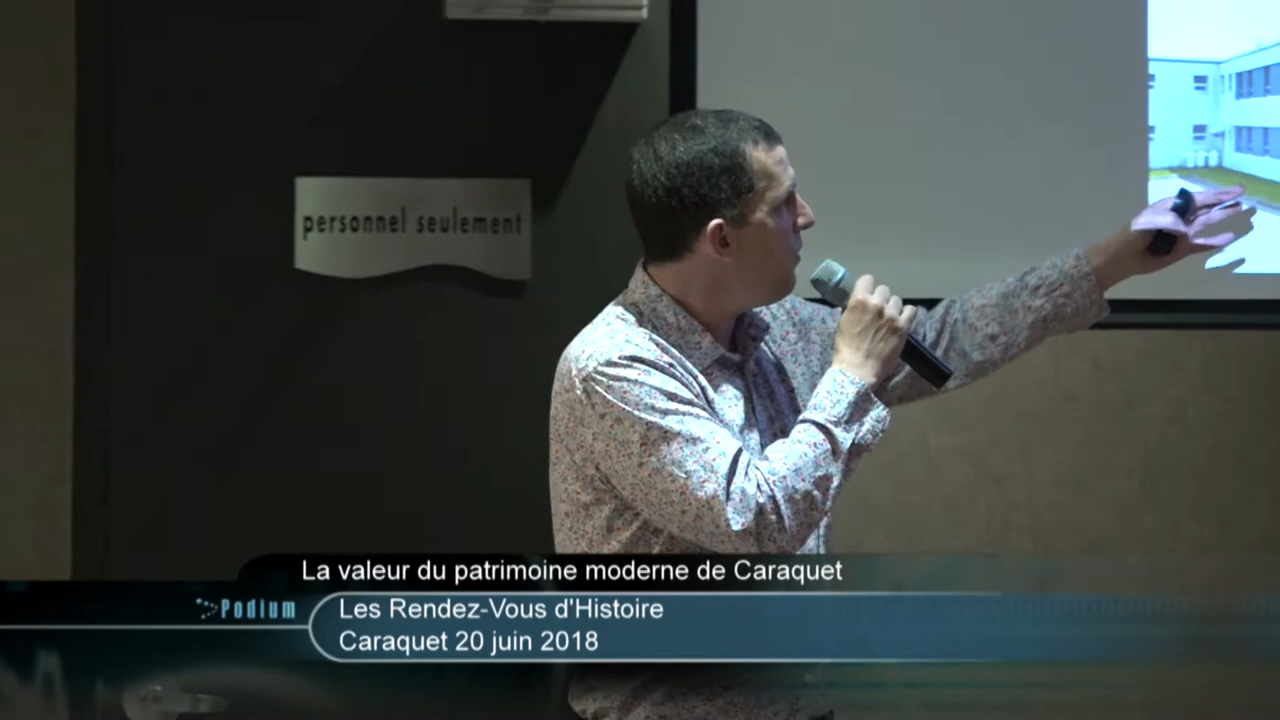 personnel seulement
La valeur du patrimoine moderne de Caraquet
Podium
Les Rendez-Vous d'Histoire
Caraquet 20 juin 2018